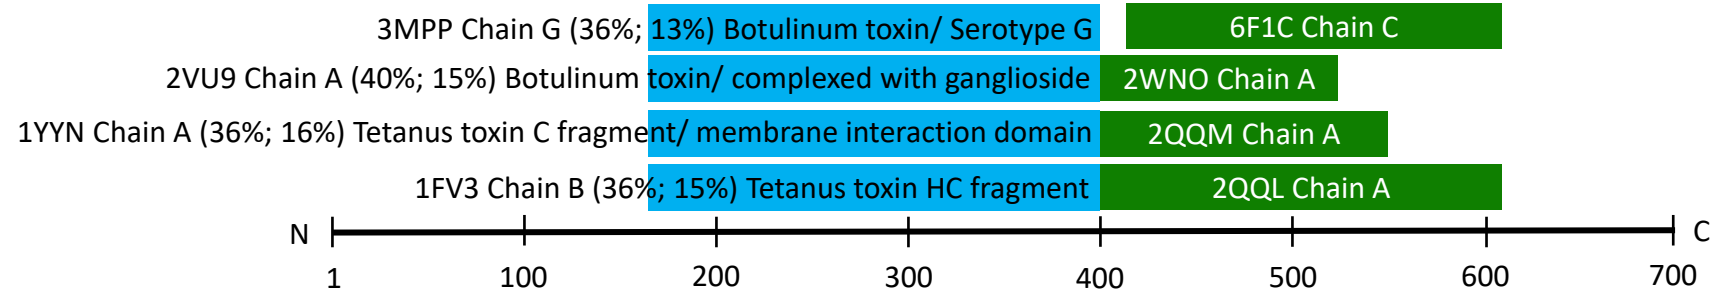 3MPP Chain G (36%; 13%) Botulinum toxin/ Serotype G 6F1C Chain C
2VU9 Chain A (40%; 15%) Botulinum toxin/ complexed with ganglioside 2WNO Chain A
1YYN Chain A (36%; 16%) Tetanus toxin C fragment/ membrane interaction domain 2QQM Chain A
1FV3 Chain B (36%; 15%) Tetanus toxin HC fragment 2QQL Chain A
N C
1 100 200 300 400 500 600 700